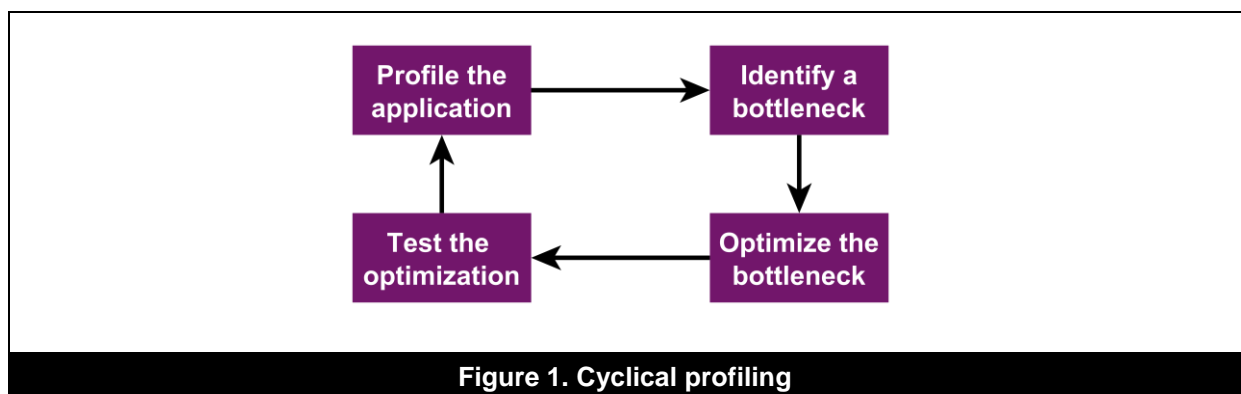 Profile the
application
Identify a
bottleneck
Test the
optimization
Optimize the
bottleneck
Figure 1. Cyclical profiling